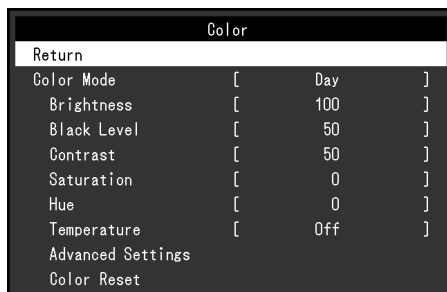 Color
Return
Color Mode [ Day ]
Brightness [ 100 ]
Black Level [ 50 ]
Contrast [ 50 ]
Saturation [ 0 ]
Hue [ 0 ]
Temperature [ Off ]
Advanced Settings
Color Reset